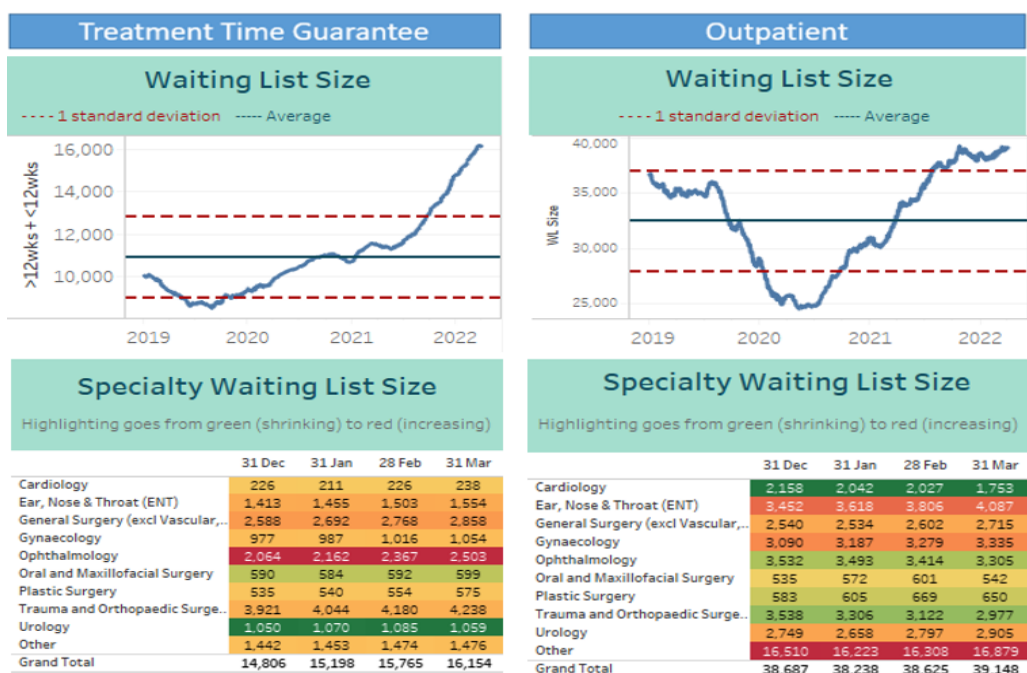 Treatment Time Guarantee
Waiting List Size
---- 1 standard deviation ----- Average
>12wks + <12wks
16,000
14,000
12,000
10,000
2019 2020 2021 2022
Specialty Waiting List Size
Highlighting goes from green (shrinking) to red (increasing)
31 Dec 31 Jan 28 Feb 31 Mar
Cardiology 226 211 226 238
Ear, Nose & Throat (ENT) 1,413 1,455 1,503 1,554
General Surgery (excl Vascular,.. 2,588 2,692 2,768 2,858
Gynaecology 977 987 1,016 1,054
Ophthalmology 2,064 2,162 2,367 2,503
Oral and Maxillofacial Surgery 590 584 592 599
Plastic Surgery 535 540 554 575
Trauma and Orthopaedic Surge.. 3,921 4,044 4,180 4,238
Urology 1,050 1,070 1,085 1,059
Other 1,442 1,453 1,474 1,476
Grand Total 14,806 15,198 15,765 16,154
Outpatient
Waiting List Size
---- 1 standard deviation ----- Average
WL Size
40,000
35,000
30,000
25,000
2019 2020 2021 2022
Specialty Waiting List Size
Highlighting goes from green (shrinking) to red (increasing)
31 Dec 31 Jan 28 Feb 31 Mar
Cardiology 2,158 2,042 2,027 1,753
Ear, Nose & Throat (ENT) 3,452 3,618 3,806 4,087
General Surgery (excl Vascular,.. 2,540 2,534 2,602 2,715
Gynaecology 3,090 3,187 3,279 3,335
Ophthalmology 3,532 3,493 3,414 3,305
Oral and Maxillofacial Surgery 535 572 601 542
Plastic Surgery 583 605 669 650
Trauma and Orthopaedic Surge.. 3,538 3,306 3,122 2,977
Urology 2,749 2,658 2,797 2,905
Other 16,510 16,223 16,308 16,879
Grand Total 38,687 38,238 38,625 39,148